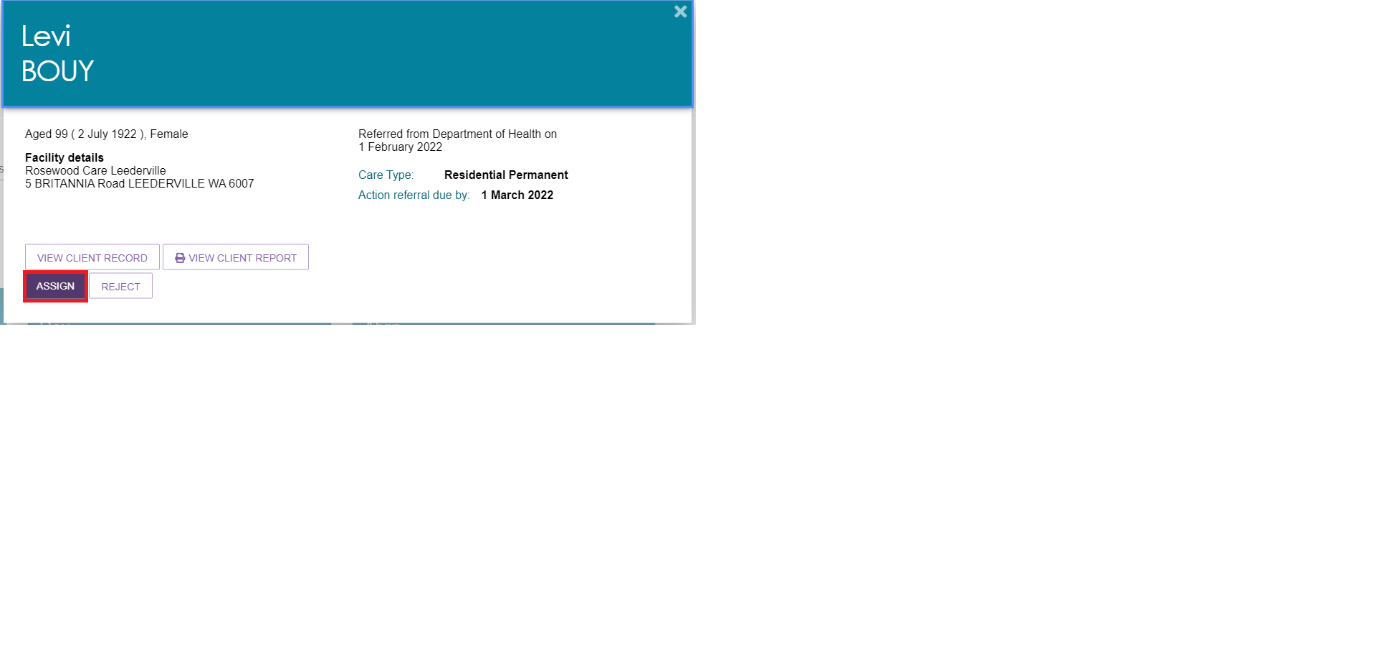 Levi
BOUY
Aged 99 ( 2 July 1922 ), Female
Facility details
Rosewood Care Leederville
5 BRITANNIA Road LEEDERVILLE WA 6007
Referred from Department of Health on
1 February 2022
Care Type: Residential Permanent
Action referral due by: 1 March 2022
VIEW CLIENT RECORD VIEW CLIENT REPORT
ASSIGN REJECT